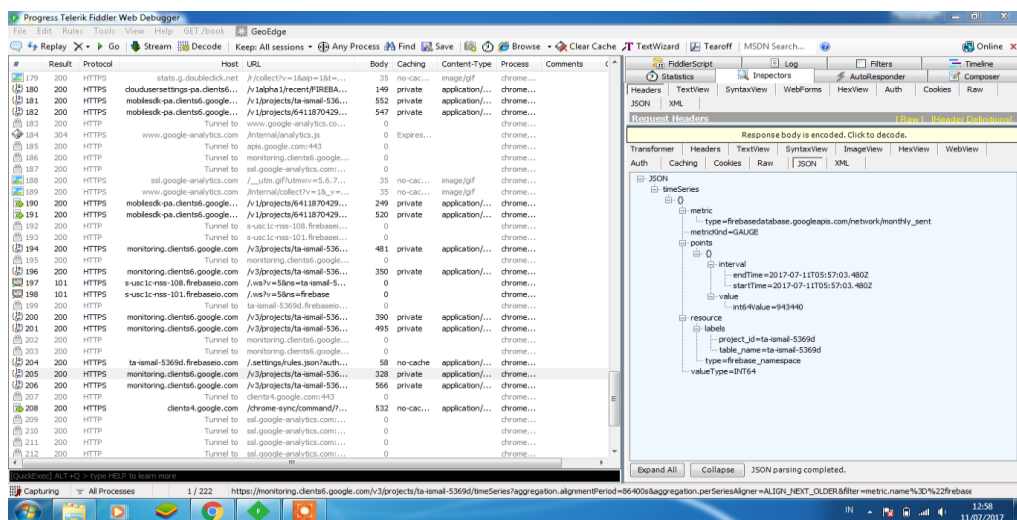 Progress Telerik Fiddler Web Debugger
File Edit Rules Tools View Help GET /book GeoEdge
Replay X Go Stream Decode Keep: All sessions Any Process Find Save Browse Clear Cache TextWizard Tearoff MSDN Search... Online X
# Result Protocol Host URL Body Caching Content-Type Process Comments
179 200 HTTPS stats.g.doubleclick.net /r/collect?v=1&aip=1&t=... 35 no-cac... image/gif chrome...
180 200 HTTPS cloudusersettings-pa.clients6... /v1alpha1/recent/FIREBA... 149 private application/... chrome...
181 200 HTTPS moblesdk-pa.clients6.google... /v1/projects/ta-ismail-536... 552 private application/... chrome...
182 200 HTTPS moblesdk-pa.clients6.google... /v1/projects/6411870429... 547 private application/... chrome...
183 200 HTTP Tunnel to www.google-analytics.co... 0 chrome...
184 304 HTTPS www.google-analytics.com /Internal/analytics.js 0 Expires... chrome...
185 200 HTTP Tunnel to apis.google.com:443 0 chrome...
186 200 HTTP Tunnel to monitoring.clients6.google... 0 chrome...
187 200 HTTP Tunnel to ssl.google-analytics.com:... 0 chrome...
188 200 HTTPS ssl.google-analytics.com /__utm.gif?utmwv=5.6.7... 35 no-cac... image/gif chrome...
189 200 HTTPS www.google-analytics.com /internal/collect?v=1&_v=... 35 no-cac... image/gif chrome...
190 200 HTTPS moblesdk-pa.clients6.google... /v1/projects/6411870429... 249 private application/... chrome...
191 200 HTTPS moblesdk-pa.clients6.google... /v1/projects/6411870429... 520 private application/... chrome...
192 200 HTTP Tunnel to s-usc1c-nss-108.firebasei... 0 chrome...
193 200 HTTP Tunnel to s-usc1c-nss-101.firebasei... 0 chrome...
194 200 HTTPS monitoring.clients6.google.com /v3/projects/ta-ismail-536... 481 private application/... chrome...
195 200 HTTP Tunnel to monitoring.clients6.google... 0 chrome...
196 200 HTTPS monitoring.clients6.google.com /v3/projects/ta-ismail-536... 350 private application/... chrome...
197 101 HTTPS s-usc1c-nss-108.firebaseio.com /.ws?v=5&ns=ta-ismail-5... 0 chrome...
198 101 HTTPS s-usc1c-nss-101.firebaseio.com /.ws?v=5&ns=firebase 0 chrome...
199 200 HTTP Tunnel to ta-ismail-5369d.firebaseio... 0 chrome...
200 200 HTTPS monitoring.clients6.google.com /v3/projects/ta-ismail-536... 390 private application/... chrome...
201 200 HTTPS monitoring.clients6.google.com /v3/projects/ta-ismail-536... 495 private application/... chrome...
202 200 HTTP Tunnel to monitoring.clients6.google... 0 chrome...
203 200 HTTP Tunnel to monitoring.clients6.google... 0 chrome...
204 200 HTTPS ta-ismail-5369d.firebaseio.com /.settings/rules.json?auth... 58 no-cache application/... chrome...
205 200 HTTPS monitoring.clients6.google.com /v3/projects/ta-ismail-536... 328 private application/... chrome...
206 200 HTTPS monitoring.clients6.google.com /v3/projects/ta-ismail-536... 566 private application/... chrome...
207 200 HTTP Tunnel to clients4.google.com:443 0 chrome...
208 200 HTTPS clients4.google.com /chrome-sync/command/?... 532 no-cac... application/... chrome...
209 200 HTTP Tunnel to ssl.google-analytics.com:... 0 chrome...
210 200 HTTP Tunnel to ssl.google-analytics.com:... 0 chrome...
211 200 HTTP Tunnel to ssl.google-analytics.com:... 0 chrome...
212 200 HTTP Tunnel to ssl.google-analytics.com:... 0 chrome...
[QuickExec] ALT+Q > type HELP to learn more
FiddlerScript Log Filters Timeline
Statistics Inspectors AutoResponder Composer
Headers TextView SyntaxView WebForms HexView Auth Cookies Raw
JSON XML
Request Headers [ Raw ] [Header Definitions]
Response body is encoded. Click to decode.
Transformer Headers TextView SyntaxView ImageView HexView WebView
Auth Caching Cookies Raw JSON XML
JSON
timeSeries
{}
metric
type=firebasedatabase.googleapis.com/network/monthly_sent
metricKind=GAUGE
points
{}
interval
endTime=2017-07-11T05:57:03.480Z
startTime=2017-07-11T05:57:03.480Z
value
int64Value=943440
resource
labels
project_id=ta-ismail-5369d
table_name=ta-ismail-5369d
type=firebase_namespace
valueType=INT64
Expand All Collapse JSON parsing completed.
Capturing All Processes 1 / 222 https://monitoring.clients6.google.com/v3/projects/ta-ismail-5369d/timeSeries?aggregation.alignmentPeriod=86400s&aggregation.perSeriesAligner=ALIGN_NEXT_OLDER&filter=metric.name%3D%22firebase
IN 12:58
11/07/2017